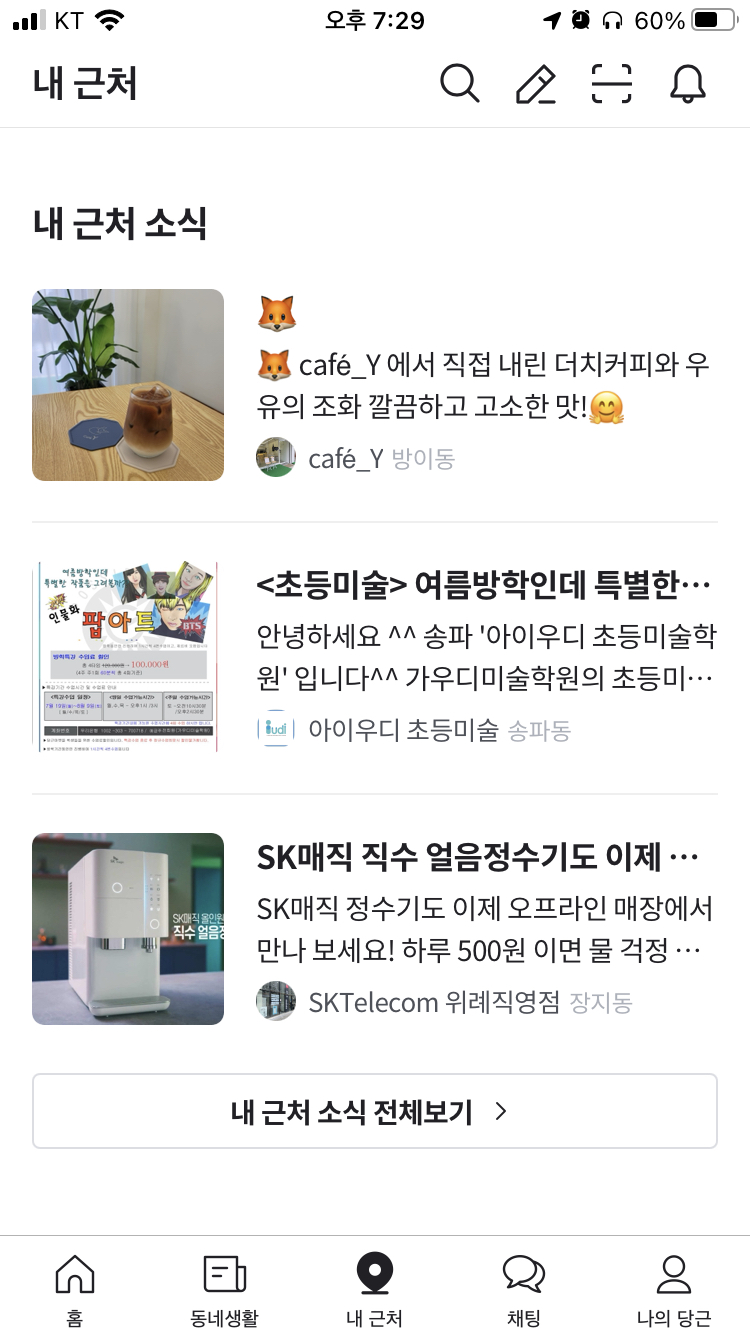 KT
오후 7:29
60%
내 근처
내 근처 소식
🦊
🦊 café_Y 에서 직접 내린 더치커피와 우
유의 조화 깔끔하고 고소한 맛!🤗
café_Y 방이동
여름방학인데
특별한 작품은 그려볼까?
인물화
팝아트
BTS
100.000원
iudi
<초등미술> 여름방학인데 특별한…
안녕하세요 ^^ 송파 '아이우디 초등미술학
원' 입니다^^ 가우디미술학원의 초등미…
아이우디 초등미술 송파동
SK매직 올인원
직수 얼음정
SK매직 직수 얼음정수기도 이제 …
SK매직 정수기도 이제 오프라인 매장에서
만나 보세요! 하루 500원 이면 물 걱정 …
SKTelecom 위례직영점 장지동
내 근처 소식 전체보기
홈
동네생활
내 근처
채팅
나의 당근